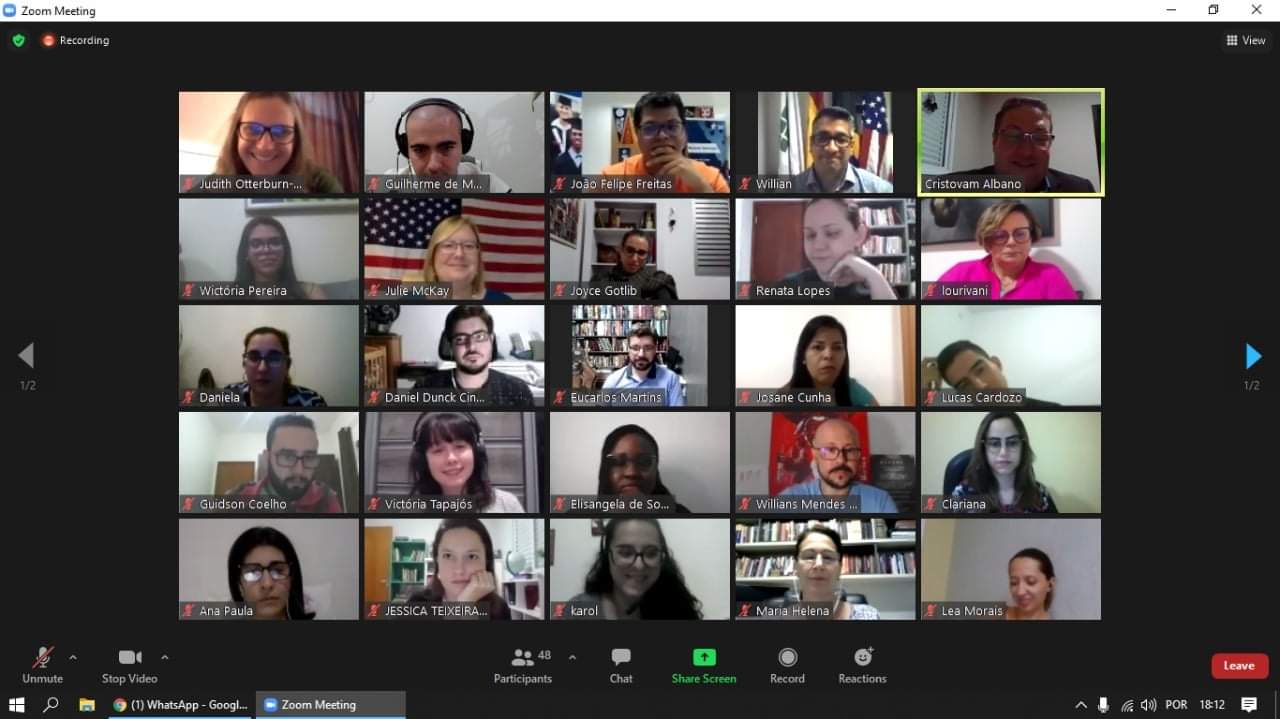 Zoom Meeting
Recording
View
Judith Otterburn-...
Guilherme de M...
João Felipe Freitas
Willian
Cristovam Albano
Wictória Pereira
Julie McKay
Joyce Gotlib
Renata Lopes
lourivani
Daniela
Daniel Dunck Cin...
Eucarlos Martins
Josane Cunha
Lucas Cardozo
1/2
1/2
Guidson Coelho
Victória Tapajós
Elisangela de So...
Willians Mendes ...
Clariana
Ana Paula
JESSICA TEIXEIRA...
karol
Maria Helena
Lea Morais
Unmute
Stop Video
48
Participants
Chat
Share Screen
Record
Reactions
Leave
(1) WhatsApp - Googl...
Zoom Meeting
POR
18:12